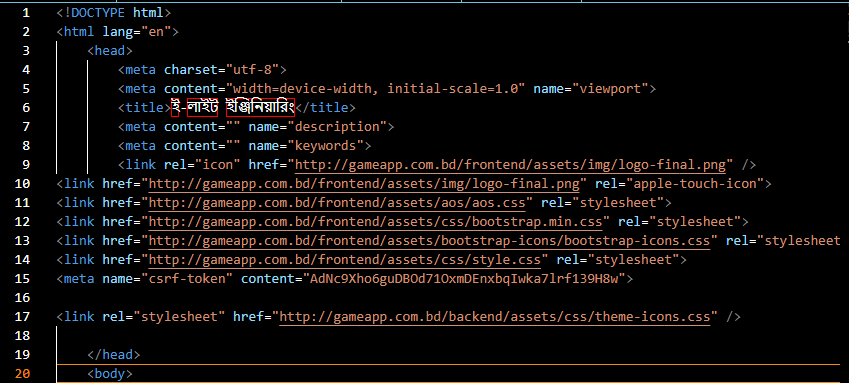 1 <!DOCTYPE html>
2 <html lang="en">
3 <head>
4 <meta charset="utf-8">
5 <meta content="width=device-width, initial-scale=1.0" name="viewport">
6 <title>ই-লাইট ইঞ্জিনিয়ারিং</title>
7 <meta content="" name="description">
8 <meta content="" name="keywords">
9 <link rel="icon" href="http://gameapp.com.bd/frontend/assets/img/logo-final.png" />
10 <link href="http://gameapp.com.bd/frontend/assets/img/logo-final.png" rel="apple-touch-icon">
11 <link href="http://gameapp.com.bd/frontend/assets/aos/aos.css" rel="stylesheet">
12 <link href="http://gameapp.com.bd/frontend/assets/css/bootstrap.min.css" rel="stylesheet">
13 <link href="http://gameapp.com.bd/frontend/assets/bootstrap-icons/bootstrap-icons.css" rel="stylesheet
14 <link href="http://gameapp.com.bd/frontend/assets/css/style.css" rel="stylesheet">
15 <meta name="csrf-token" content="AdNc9Xho6guDBOd71OxmDEnxbqIwka7lrf139H8w">
16
17 <link rel="stylesheet" href="http://gameapp.com.bd/backend/assets/css/theme-icons.css" />
18
19 </head>
20 <body>